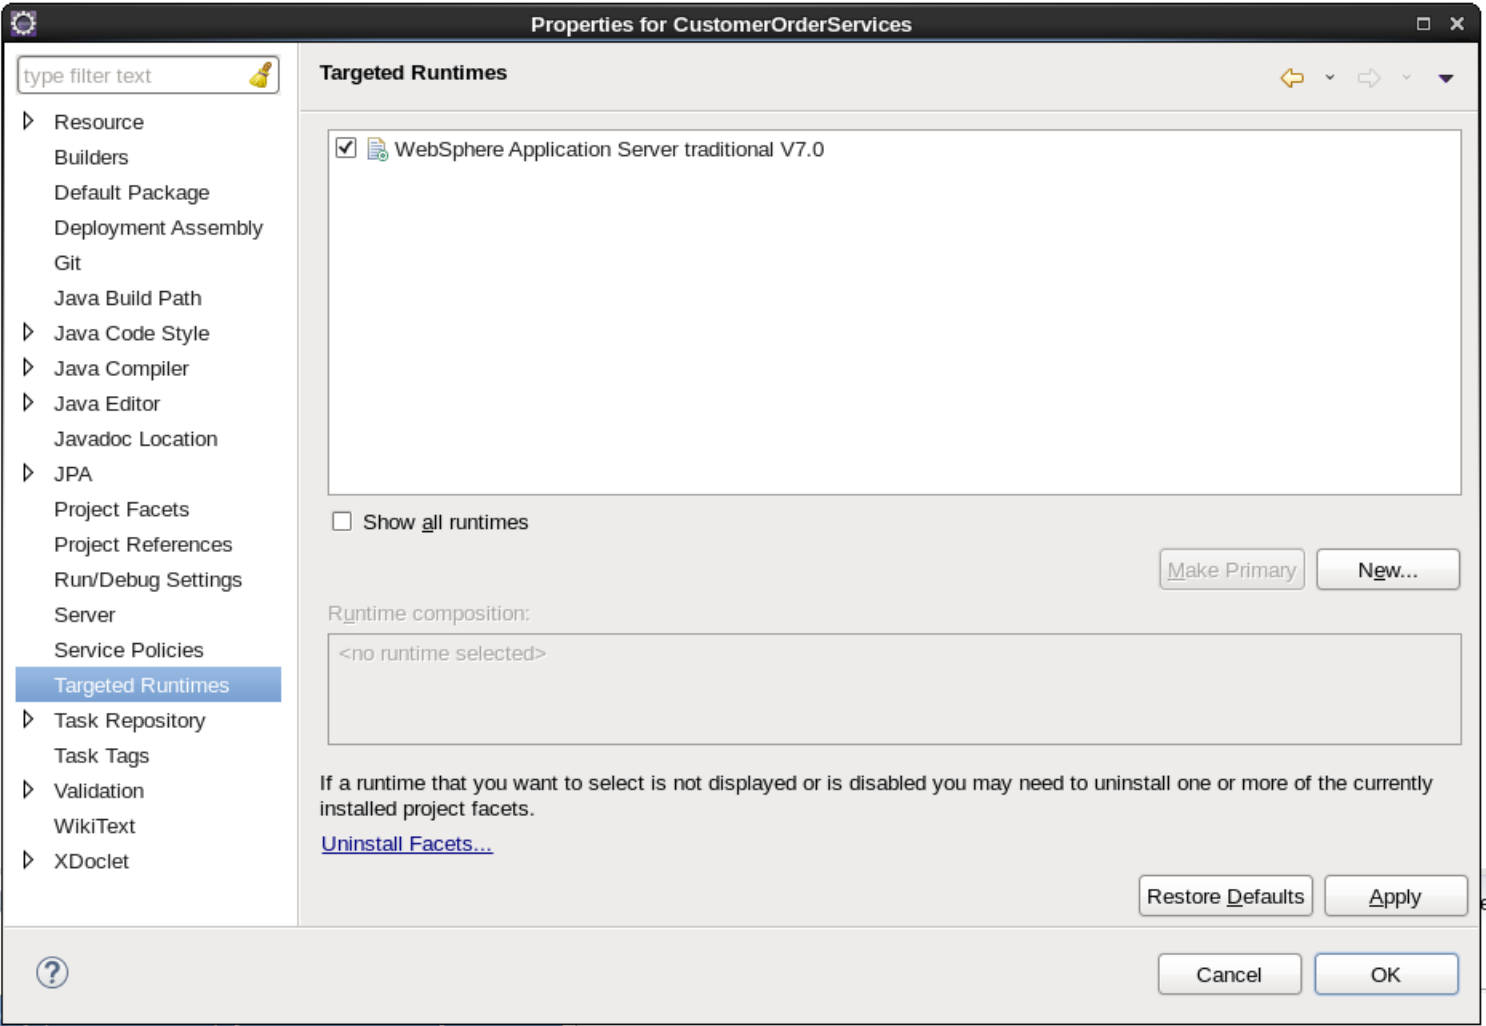 Properties for CustomerOrderServices
type filter text
Resource
Builders
Default Package
Deployment Assembly
Git
Java Build Path
Java Code Style
Java Compiler
Java Editor
Javadoc Location
JPA
Project Facets
Project References
Run/Debug Settings
Server
Service Policies
Targeted Runtimes
Task Repository
Task Tags
Validation
WikiText
XDoclet
Targeted Runtimes
WebSphere Application Server traditional V7.0
Show all runtimes
Make Primary
New...
Runtime composition:
<no runtime selected>
If a runtime that you want to select is not displayed or is disabled you may need to uninstall one or more of the currently
installed project facets.
Uninstall Facets...
Restore Defaults
Apply
?
Cancel
OK